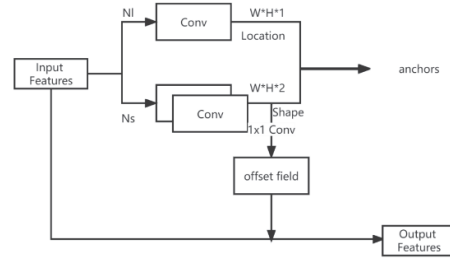 Nl
Conv
W*H*1
Location
Input
Features
anchors
W*H*2
Ns
Conv
Shape
1x1 Conv
offset field
Output
Features